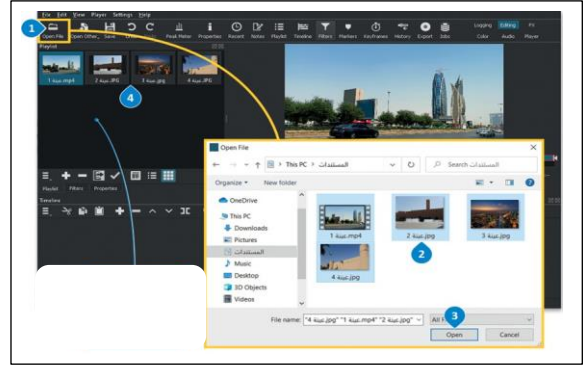 File Edit View Player Settings Help
1
Open File Open Other.. Save Peak Meter Properties Recent Notes Playlist Timeline Filters Markers Keyframes History Export Jobs
Logging Editing FX
Color Audio Player
Playlist
عينة 1.mp4 عينة 2.jpg عينة 3.jpg عينة 4.JPG
4
Playlist Filters Properties
Timeline
Open File
This PC › المستندات
Search المستندات
Organize New folder
OneDrive
This PC
Downloads
Pictures
المستندات
Music
Desktop
3D Objects
Videos
عينة 1.mp4
عينة 2.jpg
عينة 3.jpg
2
عينة 4.jpg
3
File name: "عينة 4.jpg" "عينة 1.mp4" "عينة 2.jpg"
Open Cancel